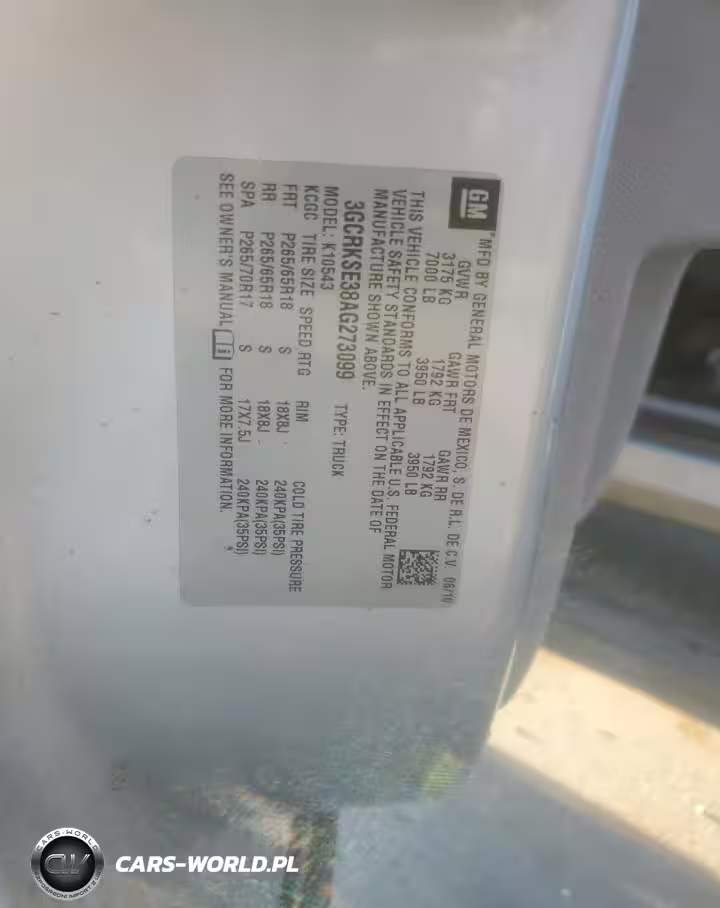 GM
MFD BY GENERAL MOTORS DE MEXICO, S. DE R.L. DE C.V. 06/10
GVWR GAWR FRT GAWR RR
3175 KG 1792 KG 1792 KG
7000 LB 3950 LB 3950 LB
THIS VEHICLE CONFORMS TO ALL APPLICABLE U.S. FEDERAL MOTOR
VEHICLE SAFETY STANDARDS IN EFFECT ON THE DATE OF
MANUFACTURE SHOWN ABOVE.
3GCRKSE38AG273099 TYPE: TRUCK
MODEL: K10543
KCGC TIRE SIZE SPEED RTG RIM COLD TIRE PRESSURE
FRT P265/65R18 S 18X8J 240KPA(35PSI)
RR P265/65R18 S 18X8J 240KPA(35PSI)
SPA P265/70R17 S 17X7.5J 240KPA(35PSI)
SEE OWNER'S MANUAL FOR MORE INFORMATION.
CARS-WORLD
CARS-WORLD.PL